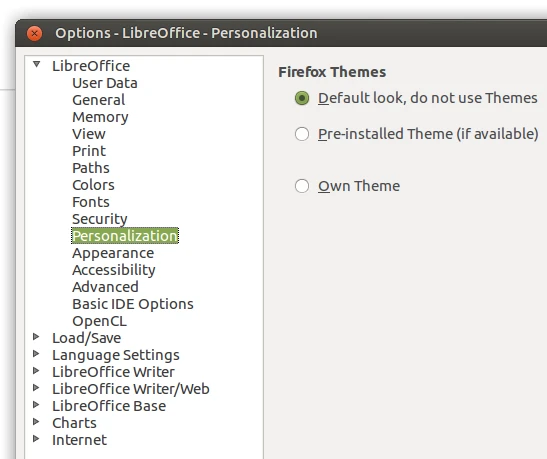 Options - LibreOffice - Personalization
LibreOffice
User Data
General
Memory
View
Print
Paths
Colors
Fonts
Security
Personalization
Appearance
Accessibility
Advanced
Basic IDE Options
OpenCL
Load/Save
Language Settings
LibreOffice Writer
LibreOffice Writer/Web
LibreOffice Base
Charts
Internet
Firefox Themes
Default look, do not use Themes
Pre-installed Theme (if available)
Own Theme